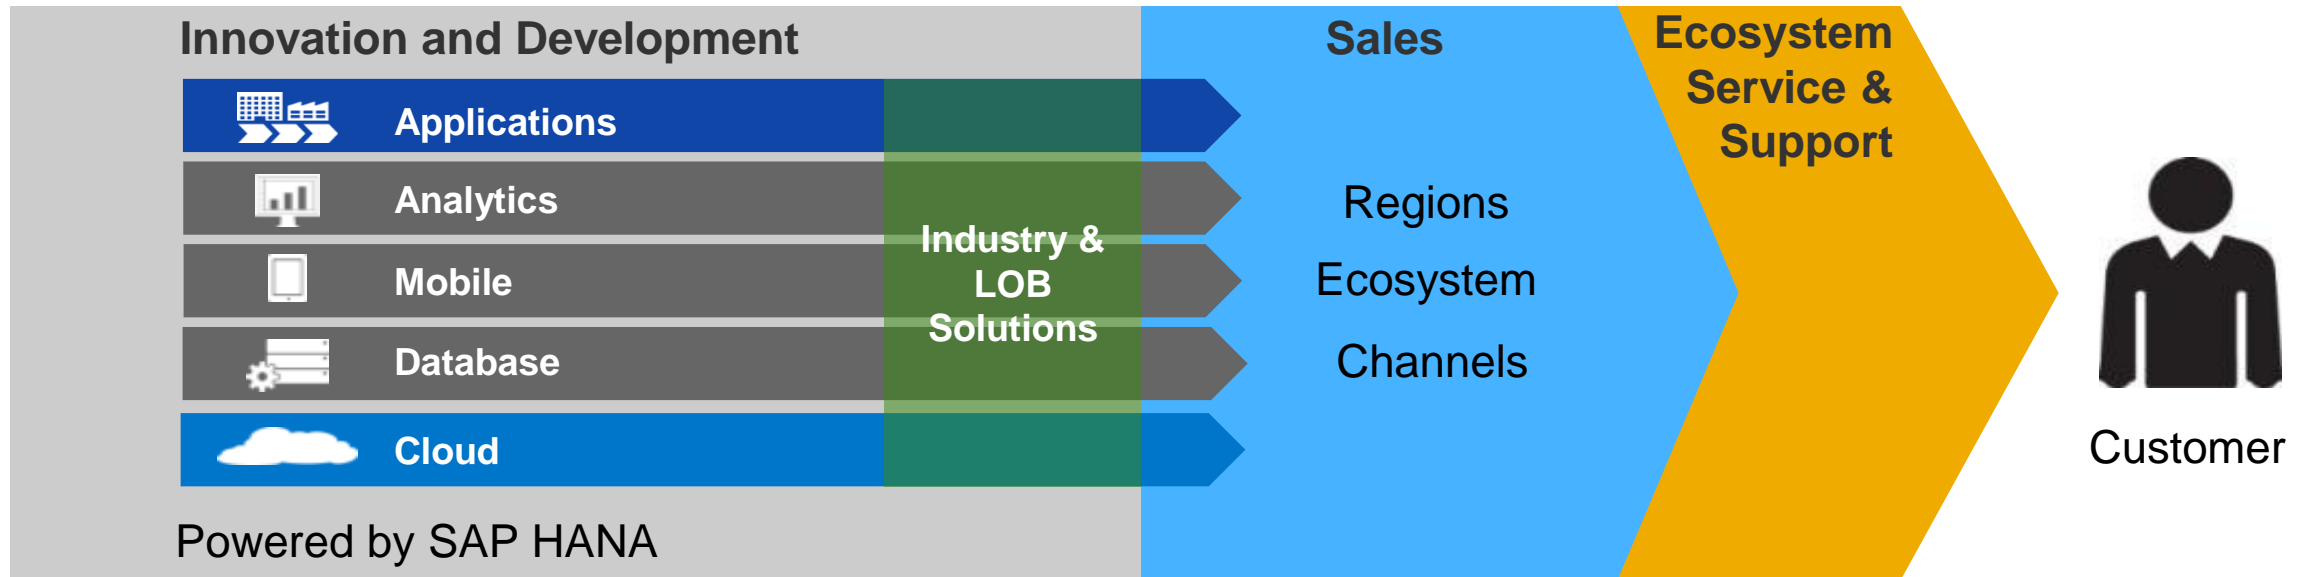 Innovation and Development
Applications
Analytics
Mobile
Database
Cloud
Industry &
LOB
Solutions
Powered by SAP HANA
Sales
Regions
Ecosystem
Channels
Ecosystem
Service &
Support
Customer